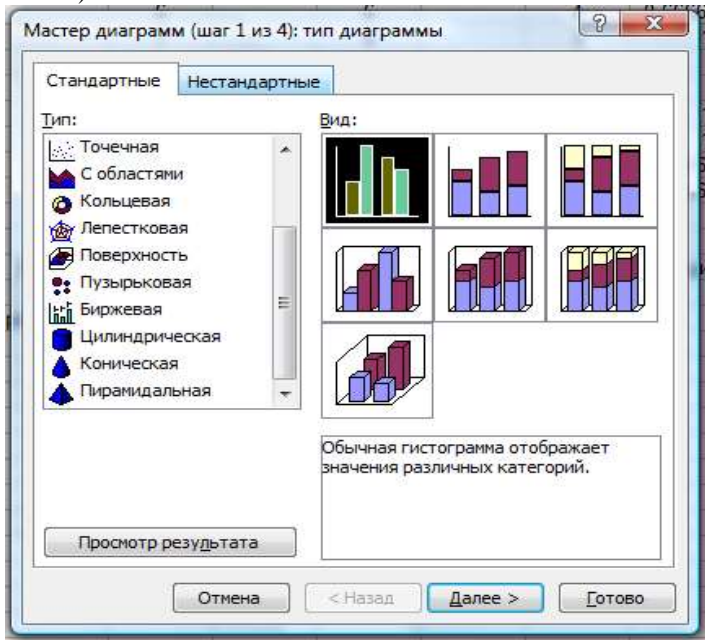 Мастер диаграмм (шаг 1 из 4): тип диаграммы
Стандартные Нестандартные
Тип:
Точечная
С областями
Кольцевая
Лепестковая
Поверхность
Пузырьковая
Биржевая
Цилиндрическая
Коническая
Пирамидальная
Вид:
Обычная гистограмма отображает
значения различных категорий.
Просмотр результата
Отмена < Назад Далее > Готово